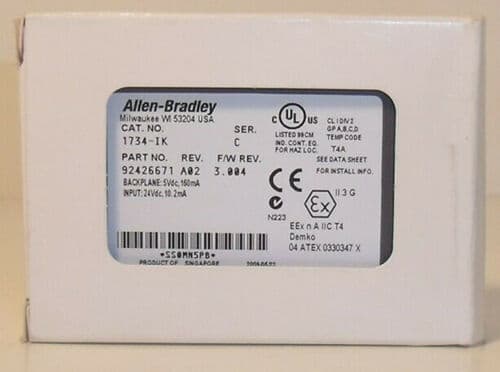 Allen-Bradley
Milwaukee WI 53204 USA
CAT. NO. SER.
1734-IK C
PART NO. REV. F/W REV.
92426671 A02 3.004
BACKPLANE: 5Vdc, 160mA
INPUT: 24Vdc, 10.2mA
*SS0MN5PB*
PRODUCT OF SINGAPORE
C UL US
LISTED 99CM
IND. CONT. EQ.
FOR HAZ LOC.
CL I DIV 2
GP A,B,C,D
TEMP CODE
T4A
SEE DATA SHEET
FOR INSTALL INFO.
CE
N223
Ex
II 3 G
EEx n A IIC T4
Demko
04 ATEX 0330347 X